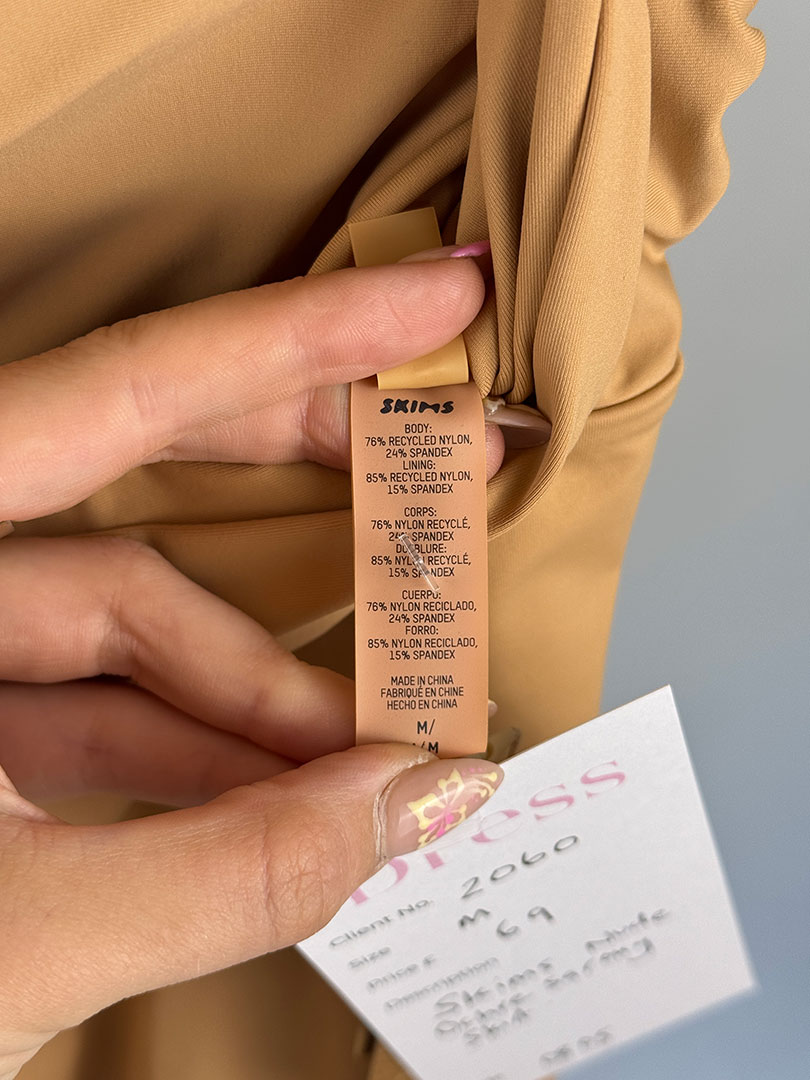 SKIMS
BODY:
76% RECYCLED NYLON,
24% SPANDEX
LINING:
85% RECYCLED NYLON,
15% SPANDEX
CORPS:
76% NYLON RECYCLÉ,
24% SPANDEX
DOUBLURE:
85% NYLON RECYCLÉ,
15% SPANDEX
CUERPO:
76% NYLON RECICLADO,
24% SPANDEX
FORRO:
85% NYLON RECICLADO,
15% SPANDEX
MADE IN CHINA
FABRIQUÉ EN CHINE
HECHO EN CHINA
M/
/M
press
Client No. 2060
Size M
Price £ 69
Description
Skims Nude